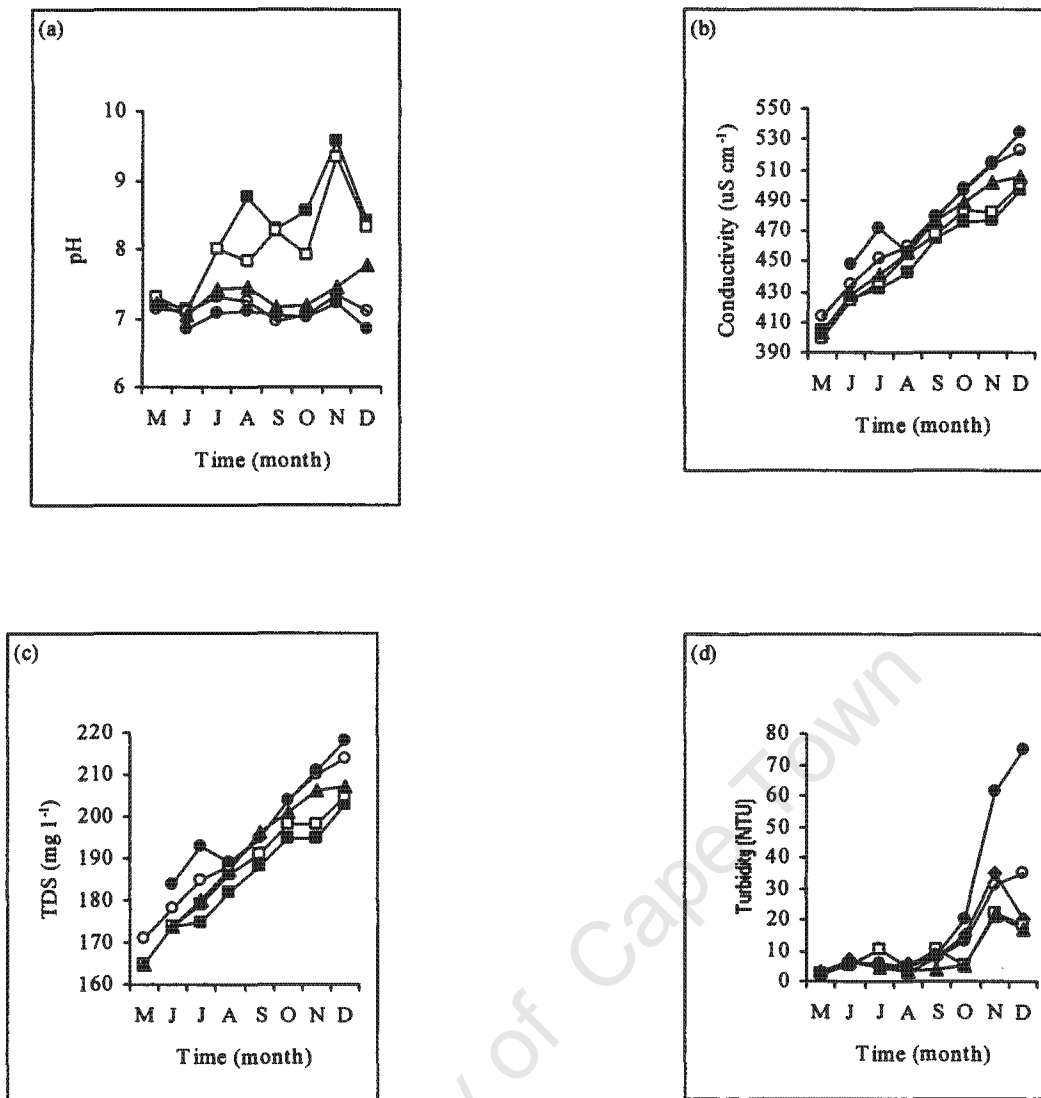 (a)
pH
10
9
8
7
6
M J J A S O N D
Time (month)
(b)
Conductivity (uS cm⁻¹)
550
530
510
490
470
450
430
410
390
M J J A S O N D
Time (month)
(c)
TDS (mg l⁻¹)
220
210
200
190
180
170
160
M J J A S O N D
Time (month)
(d)
Turbidity (NTU)
80
70
60
50
40
30
20
10
0
M J J A S O N D
Time (month)
y of Cape Town